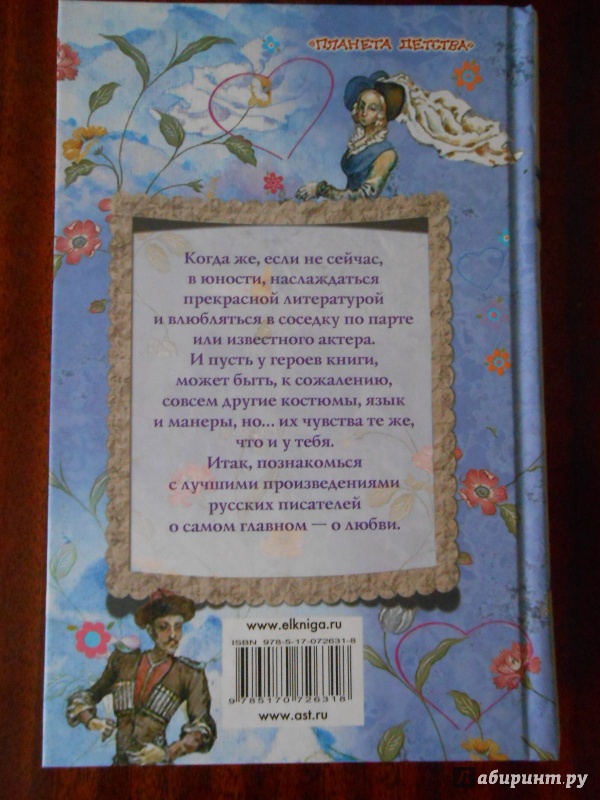 «ПЛАНЕТА ДЕТСТВА»
Когда же, если не сейчас,
в юности, наслаждаться
прекрасной литературой
и влюбляться в соседку по парте
или известного актера.
И пусть у героев книги,
может быть, к сожалению,
совсем другие костюмы, язык
и манеры, но... их чувства те же,
что и у тебя.
Итак, познакомься
с лучшими произведениями
русских писателей
о самом главном — о любви.
www.elkniga.ru
ISBN 978-5-17-072631-8
9785170726318
www.ast.ru
абиринт.ру